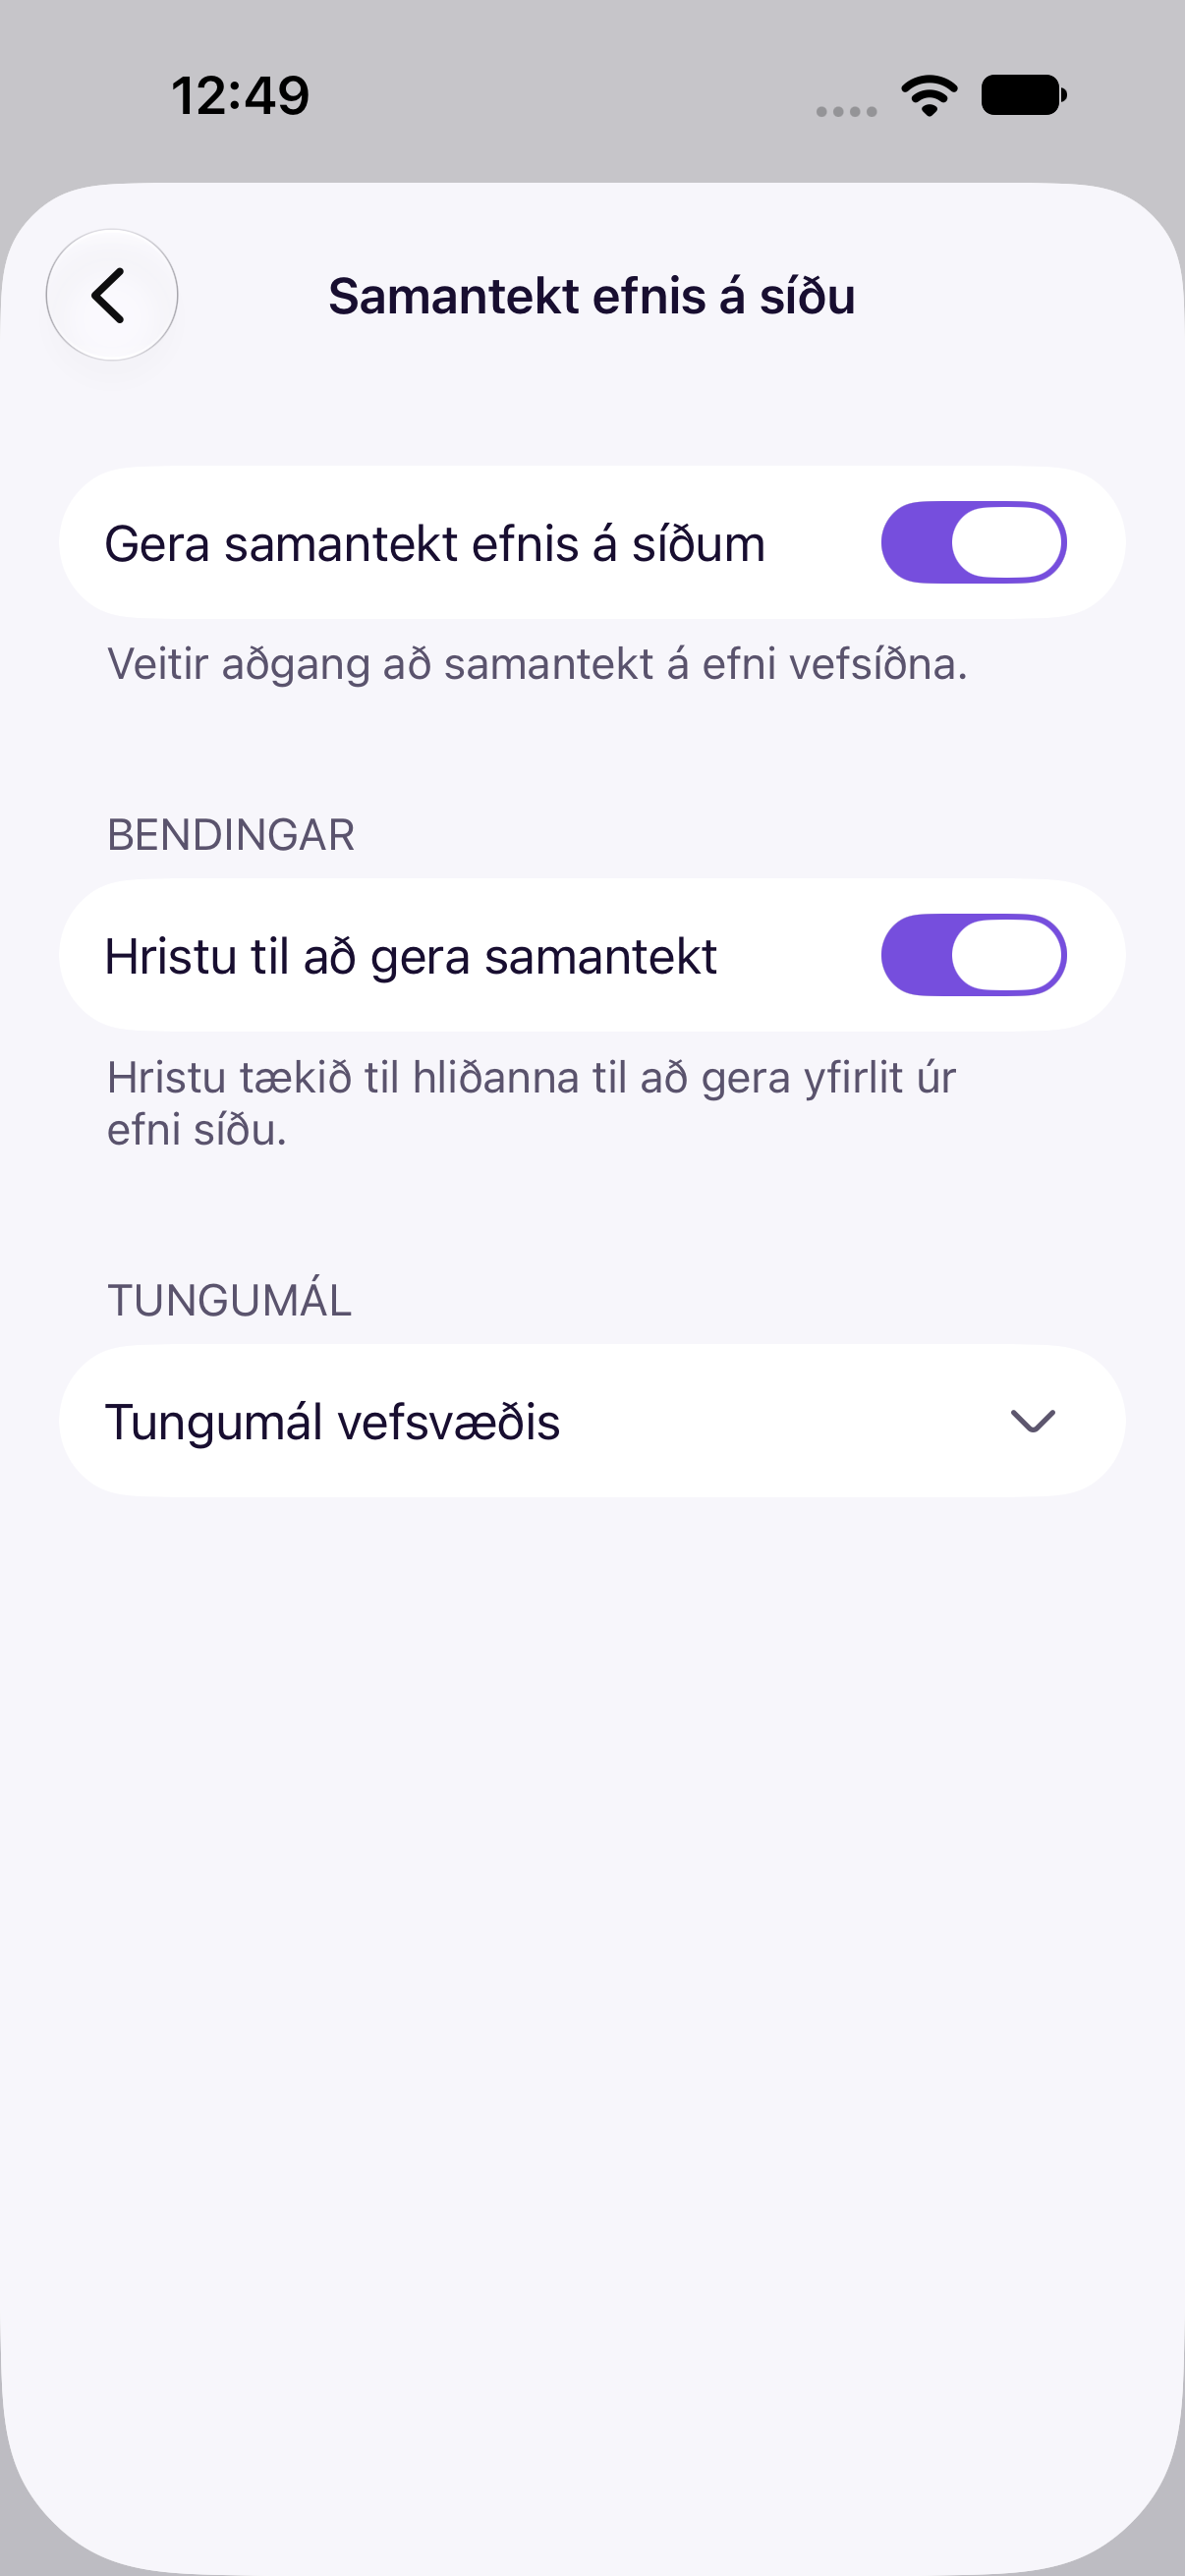 12:49
Samantekt efnis á síðu
Gera samantekt efnis á síðum
Veitir aðgang að samantekt á efni vefsíðna.
BENDINGAR
Hristu til að gera samantekt
Hristu tækið til hliðanna til að gera yfirlit úr
efni síðu.
TUNGUMÁL
Tungumál vefsvæðis